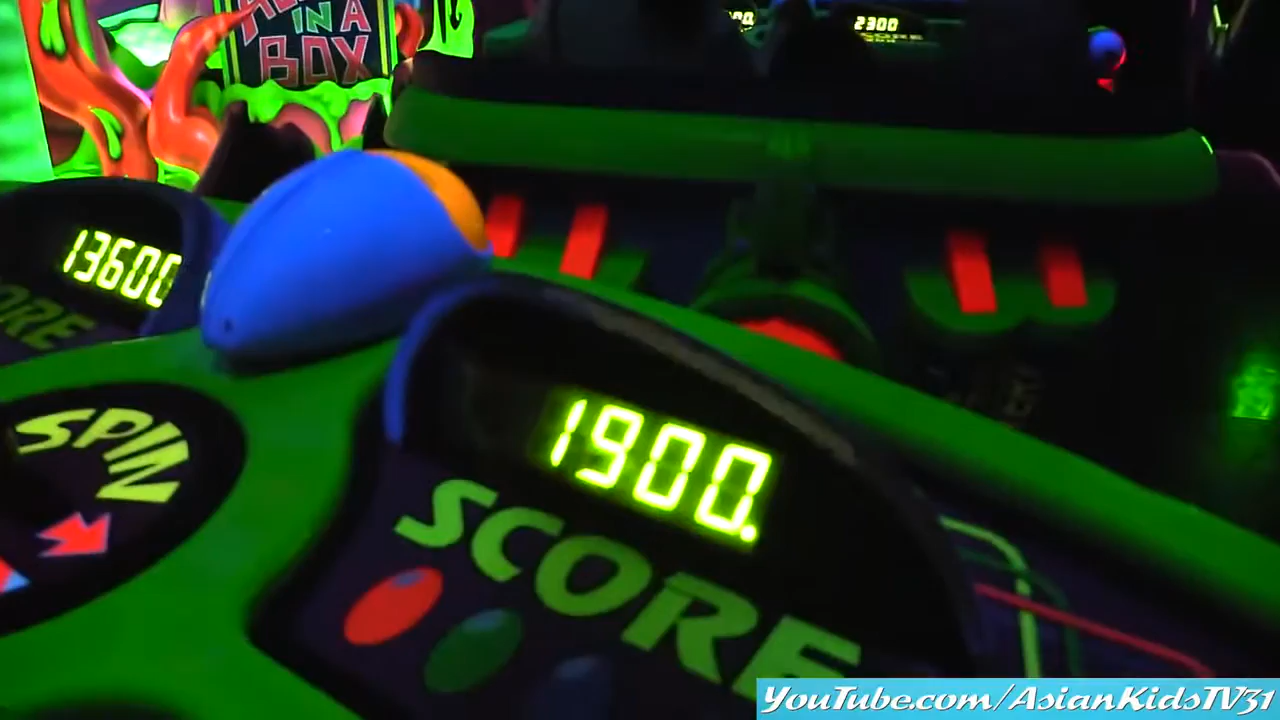 IN A
BOX
2300
13600
SPIN
1900.
SCORE
YouTube.com/AsianKidsTV31